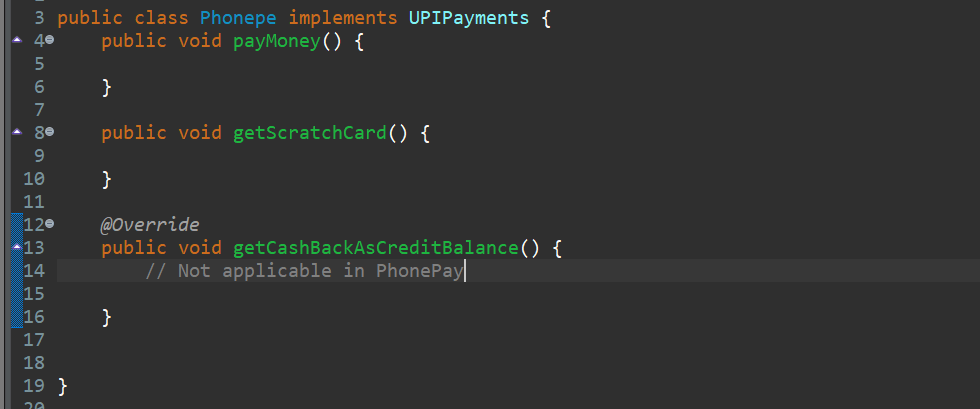 3 public class Phonepe implements UPIPayments {
4 public void payMoney() {
5
6 }
7
8 public void getScratchCard() {
9
10 }
11
12 @Override
13 public void getCashBackAsCreditBalance() {
14 // Not applicable in PhonePay
15
16 }
17
18
19 }
20